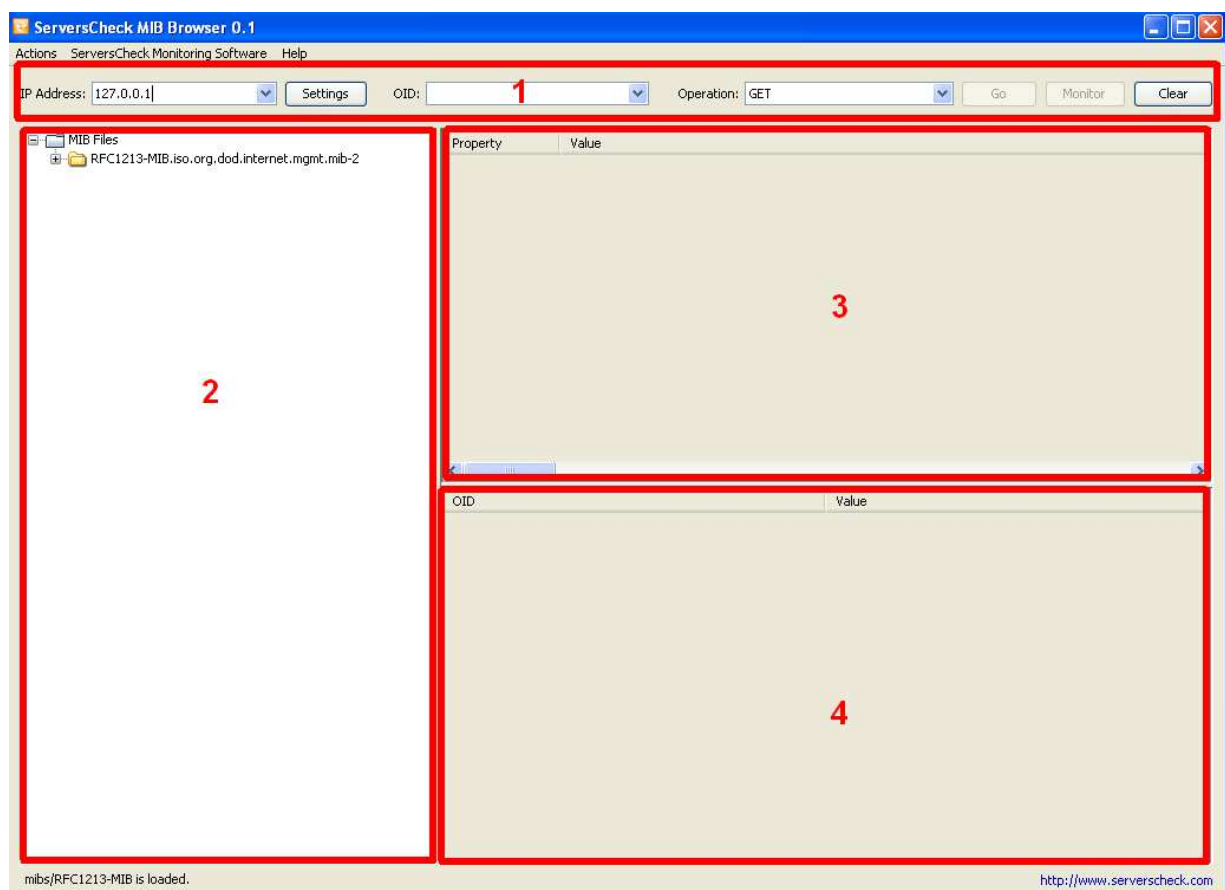 ServersCheck MIB Browser 0.1
Actions ServersCheck Monitoring Software Help
IP Address: 127.0.0.1 Settings OID: 1 Operation: GET Go Monitor Clear
MIB Files
RFC1213-MIB.iso.org.dod.internet.mgmt.mib-2
2
Property Value
3
OID Value
4
mibs/RFC1213-MIB is loaded. http://www.serverscheck.com